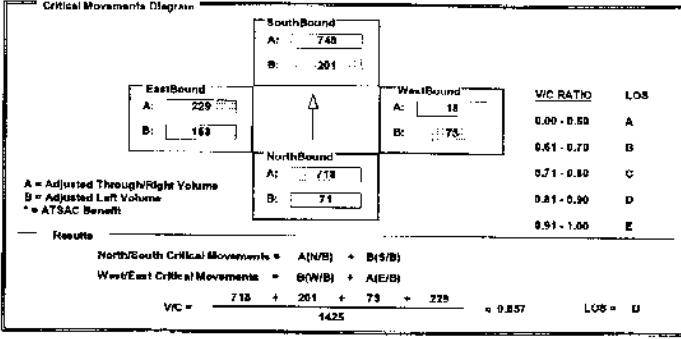 Critical Movements Diagram
SouthBound
A:
B: 201
EastBound
A: 229
B:
WestBound
A: 18
B: 73
NorthBound
A: 718
B: 71
A = Adjusted Through/Right Volume
B = Adjusted Left Volume
* = ATSAC Benefit
V/C RATIO LOS
0.00 - 0.60 A
0.61 - 0.70 B
0.71 - 0.80 C
0.81 - 0.90 D
0.91 - 1.00 E
Results
North/South Critical Movements = A(N/B) + B(S/B)
West/East Critical Movements = B(W/B) + A(E/B)
V/C = 718 + 201 + 73 + 229 = 0.857 LOS = D
1425